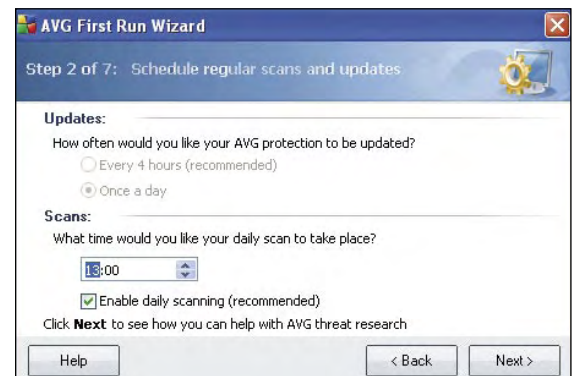 AVG First Run Wizard
Step 2 of 7: Schedule regular scans and updates
Updates:
How often would you like your AVG protection to be updated?
Every 4 hours (recommended)
Once a day
Scans:
What time would you like your daily scan to take place?
13:00
Enable daily scanning (recommended)
Click Next to see how you can help with AVG threat research
Help
< Back
Next >